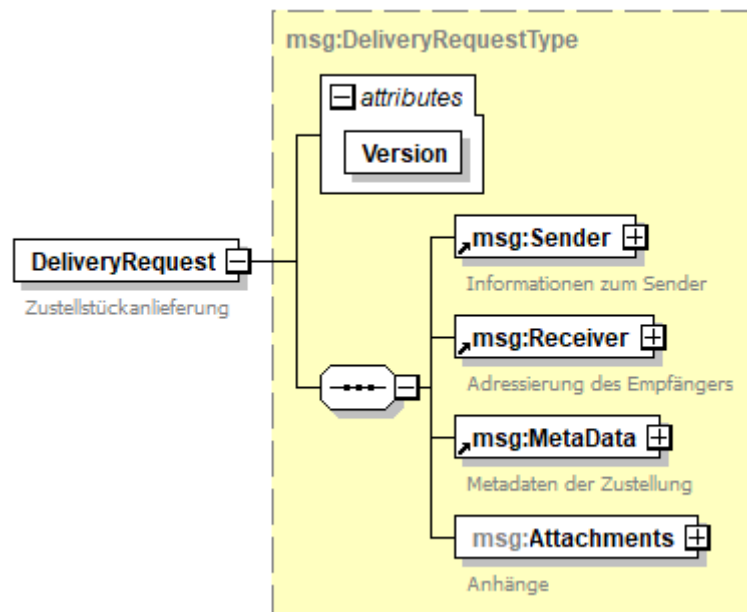 msg:DeliveryRequestType
attributes
Version
DeliveryRequest
Zustellstückanlieferung
msg:Sender
Informationen zum Sender
msg:Receiver
Adressierung des Empfängers
msg:MetaData
Metadaten der Zustellung
msg:Attachments
Anhänge